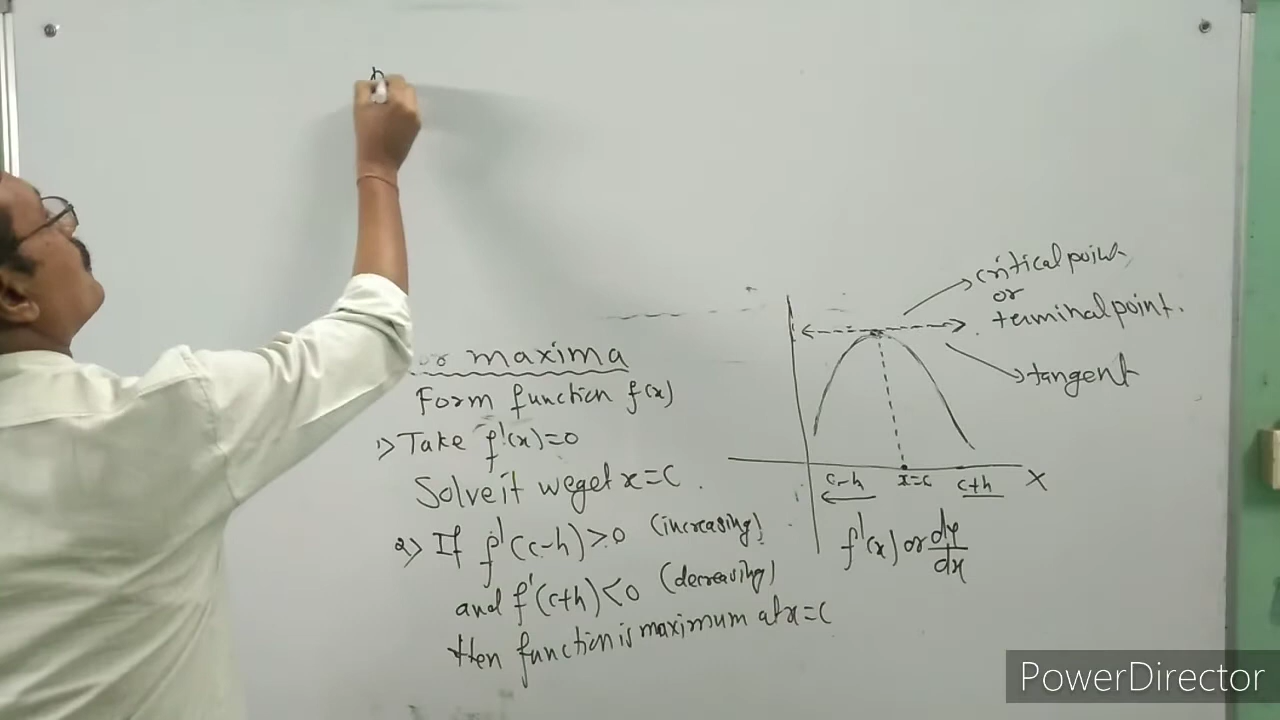 or maxima
Form function f(x)
1) Take f'(x)=0
Solve it we get x=c.
2) If f'(c-h)>0 (increasing)
and f'(c+h)<0 (decreasing)
then function is maximum at x=c
critical point
or
terminal point.
tangent
c-h x=c c+h X
f'(x) or dy/dx
PowerDirector